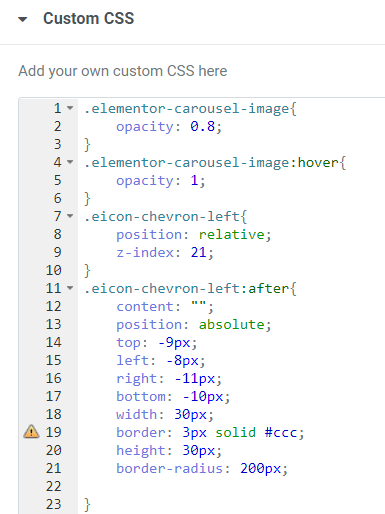 Custom CSS
Add your own custom CSS here
1 .elementor-carousel-image{
2 opacity: 0.8;
3 }
4 .elementor-carousel-image:hover{
5 opacity: 1;
6 }
7 .eicon-chevron-left{
8 position: relative;
9 z-index: 21;
10 }
11 .eicon-chevron-left:after{
12 content: "";
13 position: absolute;
14 top: -9px;
15 left: -8px;
16 right: -11px;
17 bottom: -10px;
18 width: 30px;
19 border: 3px solid #ccc;
20 height: 30px;
21 border-radius: 200px;
22
23 }